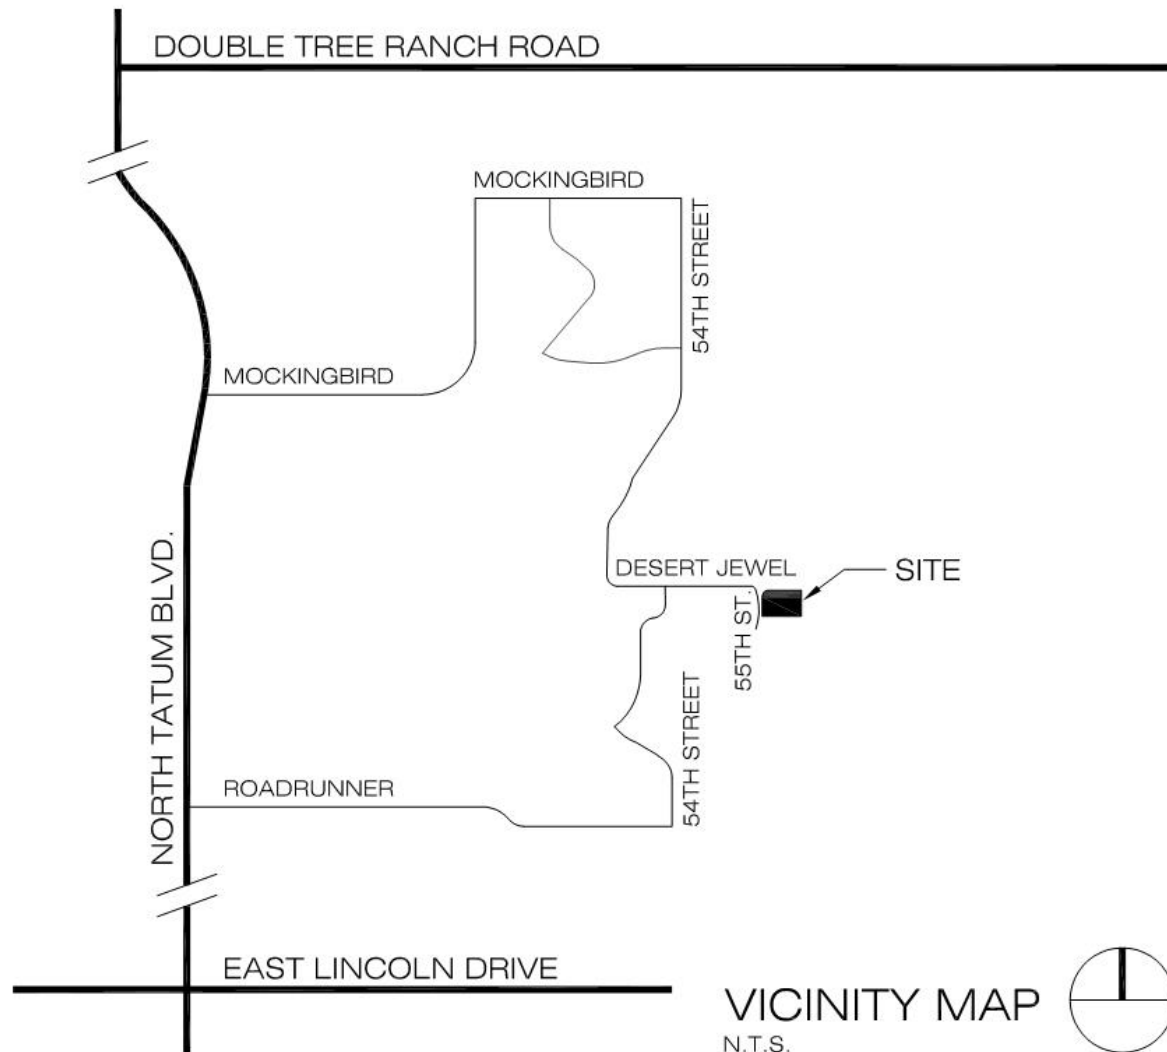 DOUBLE TREE RANCH ROAD
MOCKINGBIRD
54TH STREET
MOCKINGBIRD
NORTH TATUM BLVD.
DESERT JEWEL
SITE
55TH ST.
54TH STREET
ROADRUNNER
EAST LINCOLN DRIVE
VICINITY MAP
N.T.S.